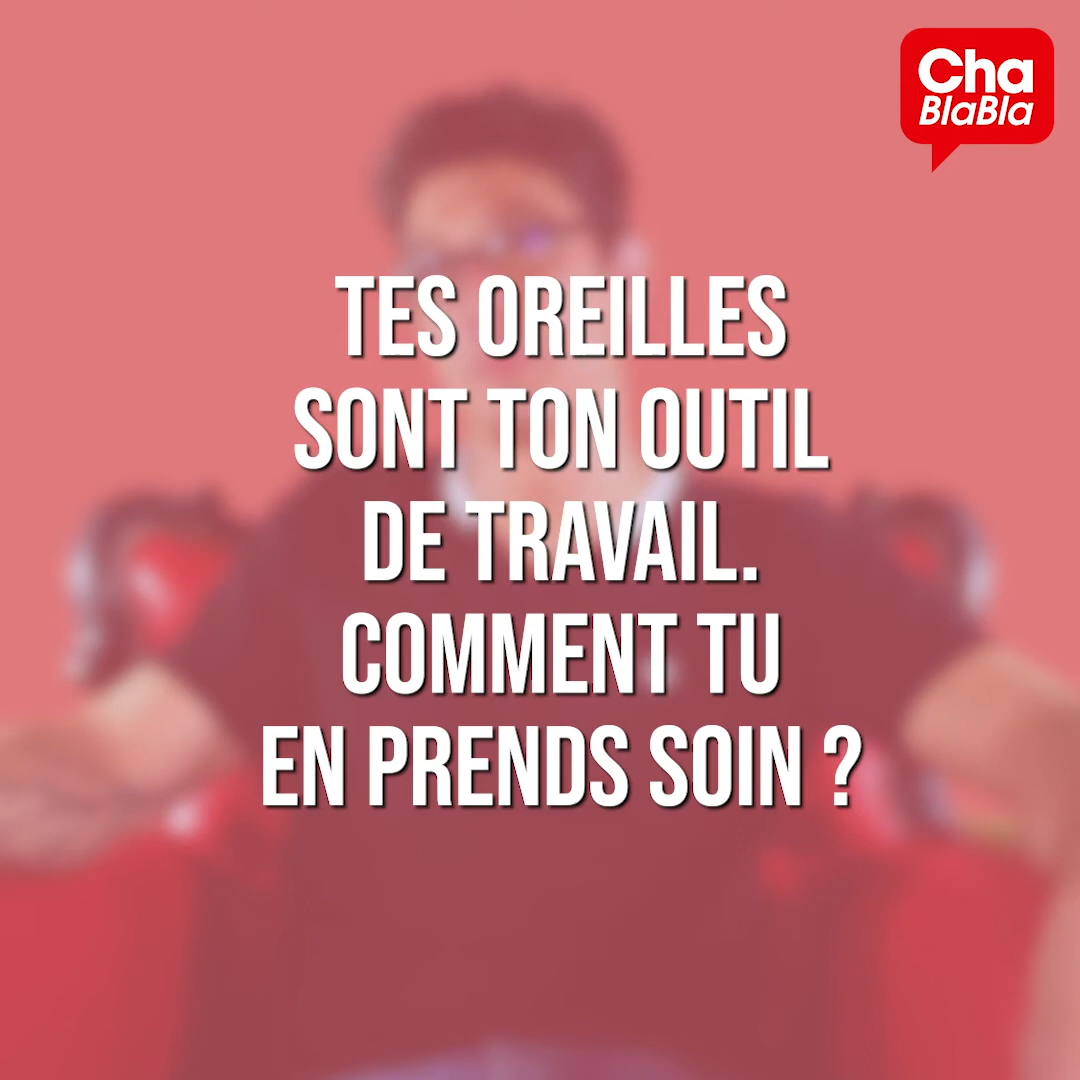 Cha
BlaBla
TES OREILLES
SONT TON OUTIL
DE TRAVAIL.
COMMENT TU
EN PRENDS SOIN ?